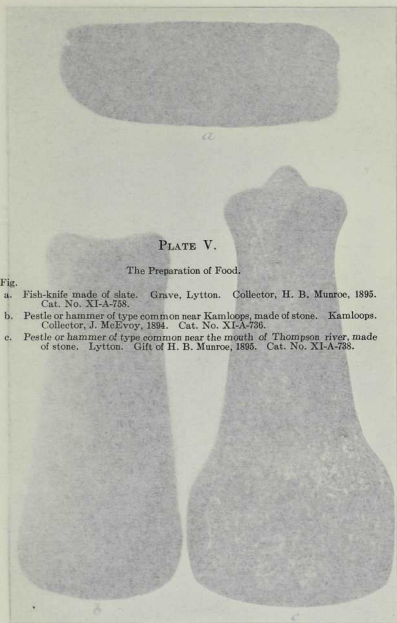 a
PLATE V.
The Preparation of Food.
Fig.
a. Fish-knife made of slate. Grave, Lytton. Collector, H. B. Munroe, 1895.
Cat. No. XI-A-758.
b. Pestle or hammer of type common near Kamloops, made of stone. Kamloops.
Collector, J. McEvoy, 1894. Cat. No. XI-A-736.
c. Pestle or hammer of type common near the mouth of Thompson river, made
of stone. Lytton. Gift of H. B. Munroe, 1895. Cat. No. XI-A-738.
b
c